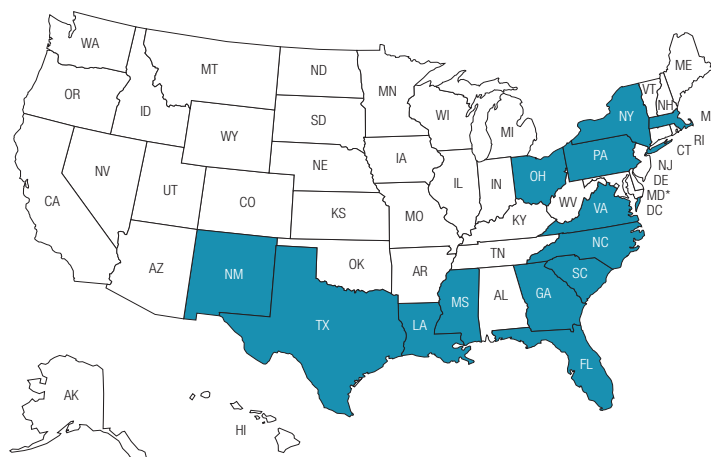 WA
ME
MT
ND
VT
MN
OR
NH
ID
NY
M
WI
SD
RI
MI
WY
CT
PA
IA
NJ
NE
OH
NV
DE
IN
IL
UT
MD*
WV
CO
VA
DC
CA
KS
MO
KY
NC
TN
OK
AZ
AR
SC
NM
MS
AL
GA
TX
LA
FL
AK
HI